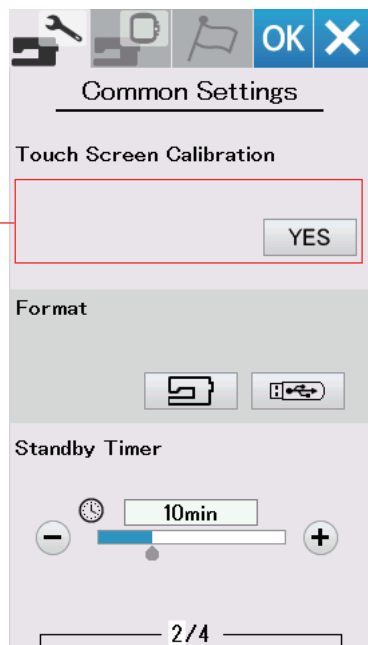 OK
Common Settings
Touch Screen Calibration
YES
Format
Standby Timer
10min
2/4